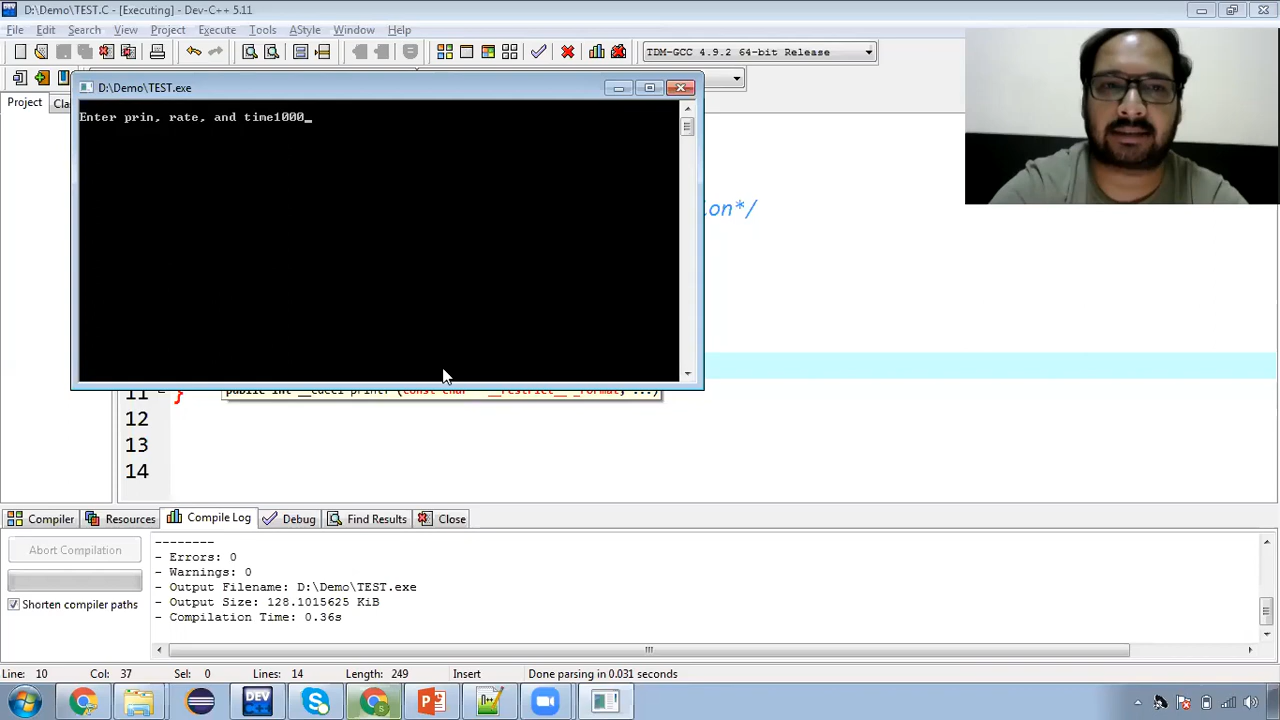 D:\Demo\TEST.C - [Executing] - Dev-C++ 5.11
File Edit Search View Project Execute Tools AStyle Window Help
TDM-GCC 4.9.2 64-bit Release
D:\Demo\TEST.exe
Project Cla
Enter prin, rate, and time1000_
ion*/
11 }
12
13
14
Compiler Resources Compile Log Debug Find Results Close
Abort Compilation
Shorten compiler paths
--------
- Errors: 0
- Warnings: 0
- Output Filename: D:\Demo\TEST.exe
- Output Size: 128.1015625 KiB
- Compilation Time: 0.36s
Line: 10 Col: 37 Sel: 0 Lines: 14 Length: 249 Insert Done parsing in 0.031 seconds
DEV